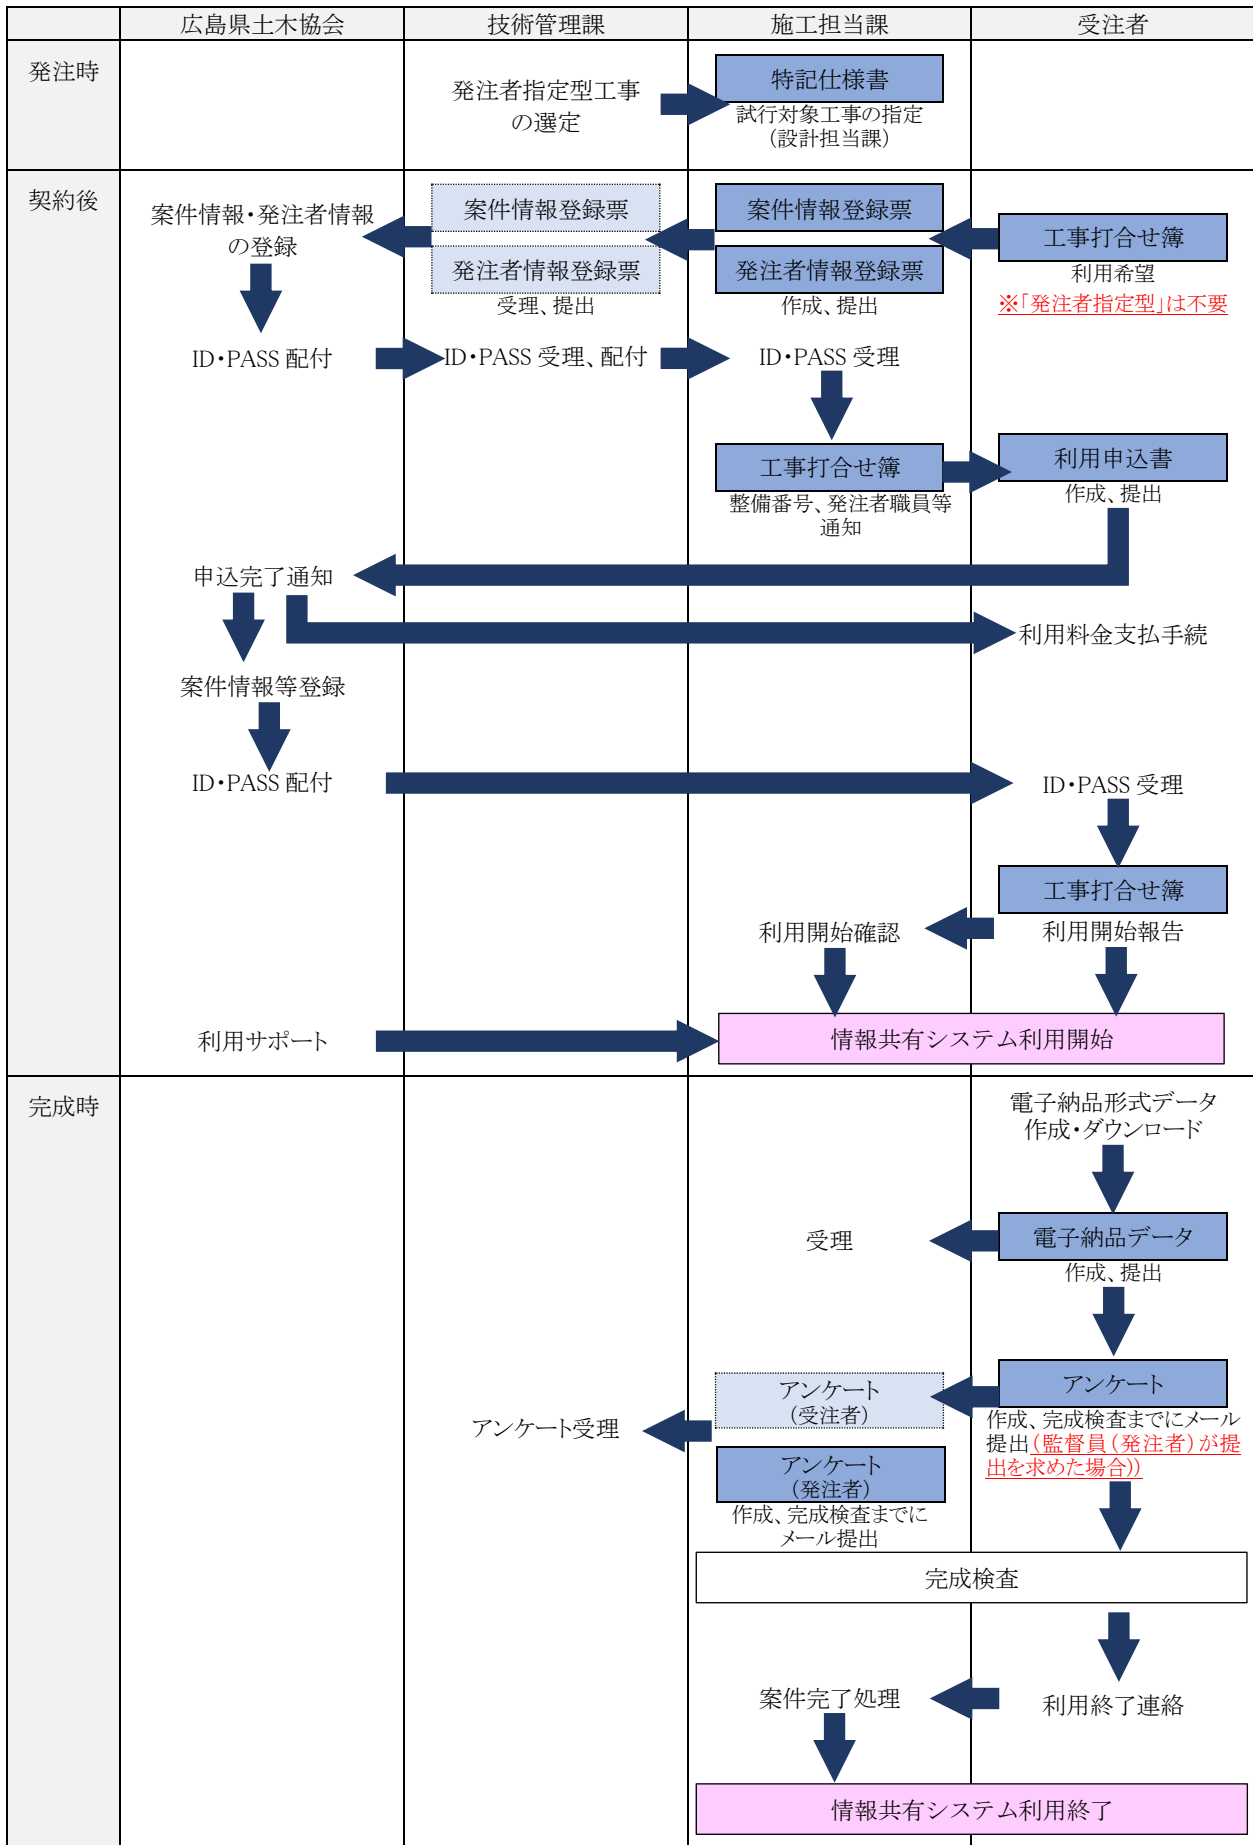 広島県土木協会
技術管理課
施工担当課
受注者
発注時
発注者指定型工事
の選定
特記仕様書
試行対象工事の指定
（設計担当課）
契約後
案件情報・発注者情報
の登録
案件情報登録票
発注者情報登録票
受理、提出
案件情報登録票
発注者情報登録票
作成、提出
工事打合せ簿
利用希望
※「発注者指定型」は不要
ID・PASS 配付
ID・PASS 受理、配付
ID・PASS 受理
工事打合せ簿
整備番号、発注者職員等
通知
利用申込書
作成、提出
申込完了通知
利用料金支払手続
案件情報等登録
ID・PASS 配付
ID・PASS 受理
工事打合せ簿
利用開始報告
利用開始確認
利用サポート
情報共有システム利用開始
完成時
電子納品形式データ
作成・ダウンロード
電子納品データ
作成、提出
受理
アンケート
作成、完成検査までにメール
提出（監督員（発注者）が提
出を求めた場合））
アンケート
（受注者）
アンケート
（発注者）
作成、完成検査までに
メール提出
アンケート受理
完成検査
利用終了連絡
案件完了処理
情報共有システム利用終了